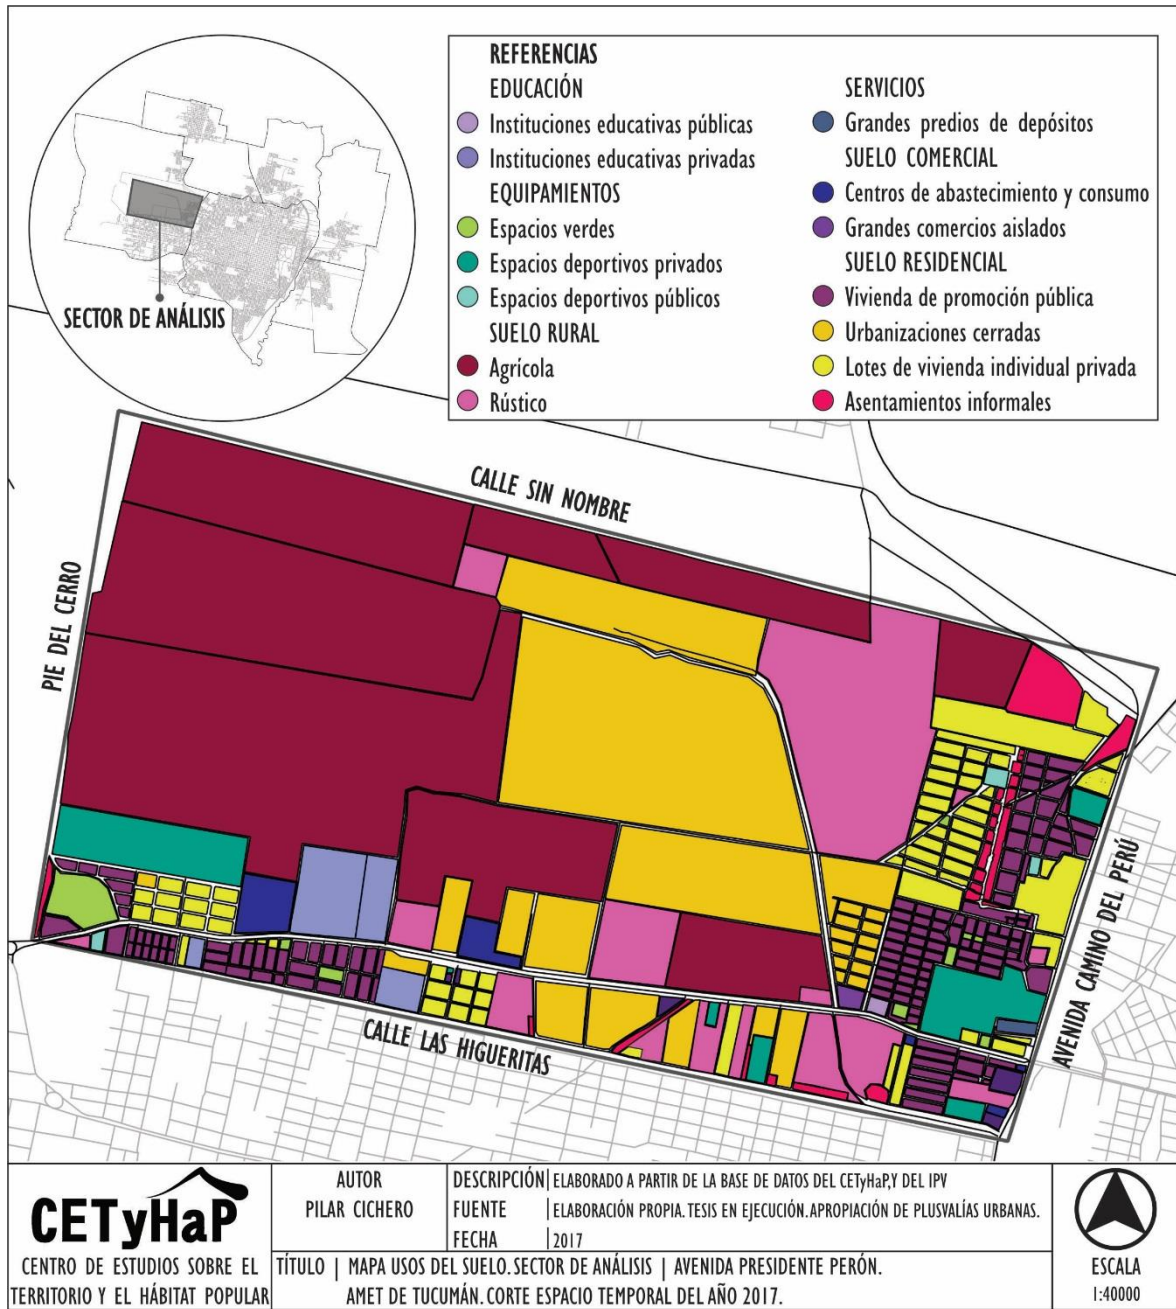 REFERENCIAS
EDUCACIÓN
Instituciones educativas públicas
Instituciones educativas privadas
EQUIPAMIENTOS
Espacios verdes
Espacios deportivos privados
Espacios deportivos públicos
SUELO RURAL
Agrícola
Rústico
SERVICIOS
Grandes predios de depósitos
SUELO COMERCIAL
Centros de abastecimiento y consumo
Grandes comercios aislados
SUELO RESIDENCIAL
Vivienda de promoción pública
Urbanizaciones cerradas
Lotes de vivienda individual privada
Asentamientos informales
SECTOR DE ANÁLISIS
CALLE SIN NOMBRE
PIE DEL CERRO
AVENIDA CAMINO DEL PERÚ
CALLE LAS HIGUERITAS
CETyHaP
CENTRO DE ESTUDIOS SOBRE EL
TERRITORIO Y EL HÁBITAT POPULAR
AUTOR
PILAR CICHERO
DESCRIPCIÓN | ELABORADO A PARTIR DE LA BASE DE DATOS DEL CETyHaP,Y DEL IPV
FUENTE | ELABORACIÓN PROPIA. TESIS EN EJECUCIÓN. APROPIACIÓN DE PLUSVALÍAS URBANAS.
FECHA | 2017
TÍTULO | MAPA USOS DEL SUELO. SECTOR DE ANÁLISIS | AVENIDA PRESIDENTE PERÓN.
AMET DE TUCUMÁN. CORTE ESPACIO TEMPORAL DEL AÑO 2017.
ESCALA
1:40000